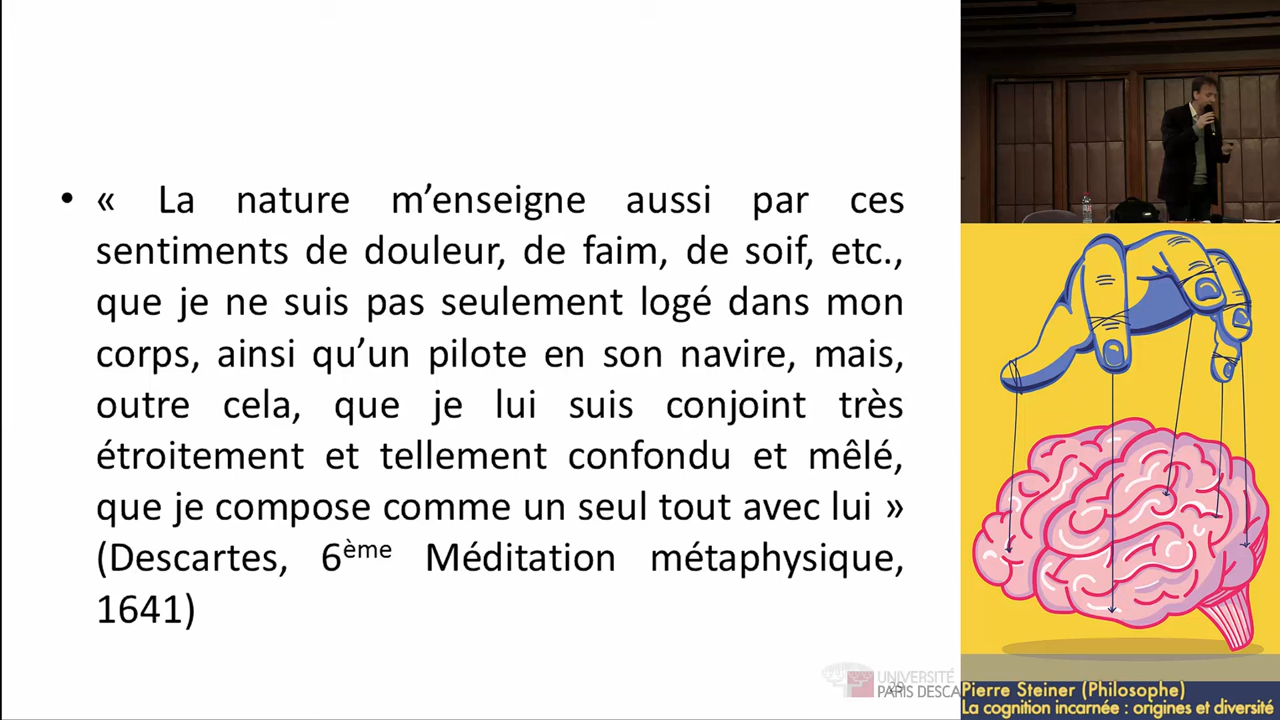 • « La nature m’enseigne aussi par ces
sentiments de douleur, de faim, de soif, etc.,
que je ne suis pas seulement logé dans mon
corps, ainsi qu’un pilote en son navire, mais,
outre cela, que je lui suis conjoint très
étroitement et tellement confondu et mêlé,
que je compose comme un seul tout avec lui »
(Descartes, 6ème Méditation métaphysique,
1641)
UNIVERSITÉ
PARIS DESCA
Pierre Steiner (Philosophe)
La cognition incarnée : origines et diversité